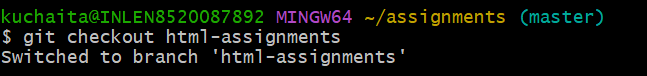 kuchaita@INLEN8520087892 MINGW64 ~/assignments (master)
$ git checkout html-assignments
Switched to branch 'html-assignments'